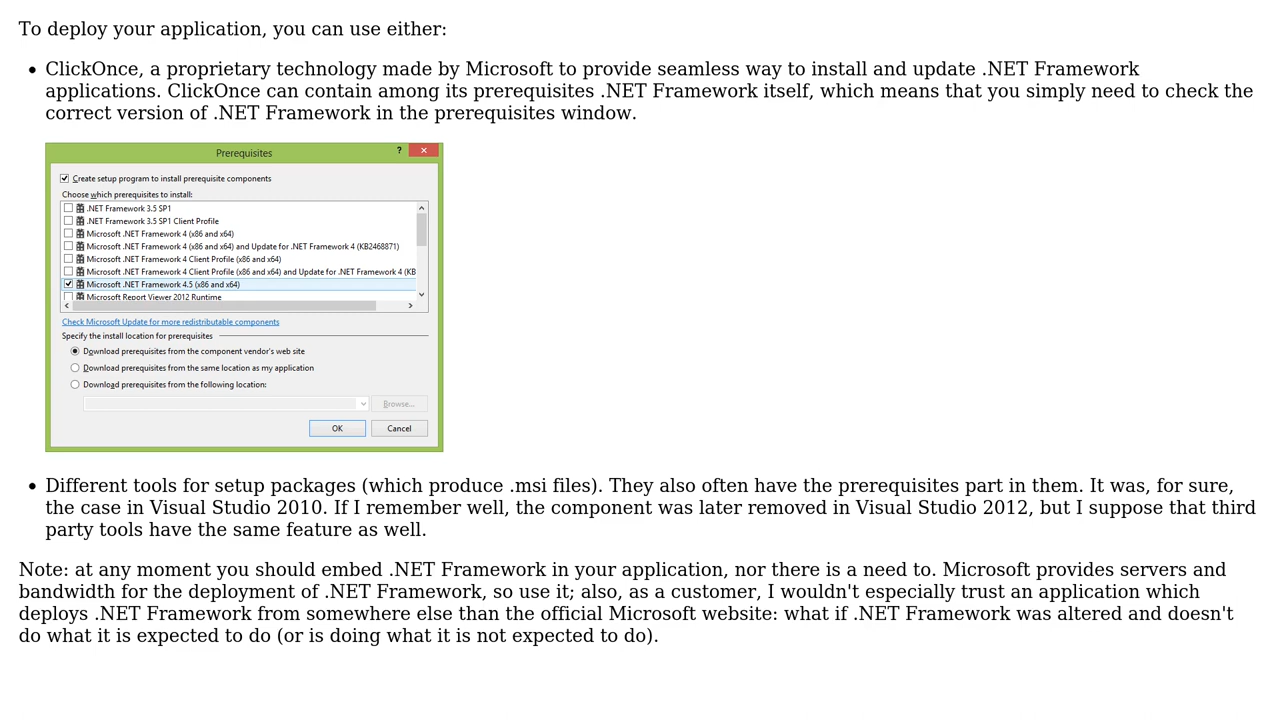 To deploy your application, you can use either:
ClickOnce, a proprietary technology made by Microsoft to provide seamless way to install and update .NET Framework
applications. ClickOnce can contain among its prerequisites .NET Framework itself, which means that you simply need to check the
correct version of .NET Framework in the prerequisites window.
Prerequisites
Create setup program to install prerequisite components
Choose which prerequisites to install:
.NET Framework 3.5 SP1
.NET Framework 3.5 SP1 Client Profile
Microsoft .NET Framework 4 (x86 and x64)
Microsoft .NET Framework 4 (x86 and x64) and Update for .NET Framework 4 (KB2468871)
Microsoft .NET Framework 4 Client Profile (x86 and x64)
Microsoft .NET Framework 4 Client Profile (x86 and x64) and Update for .NET Framework 4 (KB
Microsoft .NET Framework 4.5 (x86 and x64)
Microsoft Report Viewer 2012 Runtime
Check Microsoft Update for more redistributable components
Specify the install location for prerequisites
Download prerequisites from the component vendor's web site
Download prerequisites from the same location as my application
Download prerequisites from the following location:
Browse...
OK Cancel
Different tools for setup packages (which produce .msi files). They also often have the prerequisites part in them. It was, for sure,
the case in Visual Studio 2010. If I remember well, the component was later removed in Visual Studio 2012, but I suppose that third
party tools have the same feature as well.
Note: at any moment you should embed .NET Framework in your application, nor there is a need to. Microsoft provides servers and
bandwidth for the deployment of .NET Framework, so use it; also, as a customer, I wouldn't especially trust an application which
deploys .NET Framework from somewhere else than the official Microsoft website: what if .NET Framework was altered and doesn't
do what it is expected to do (or is doing what it is not expected to do).